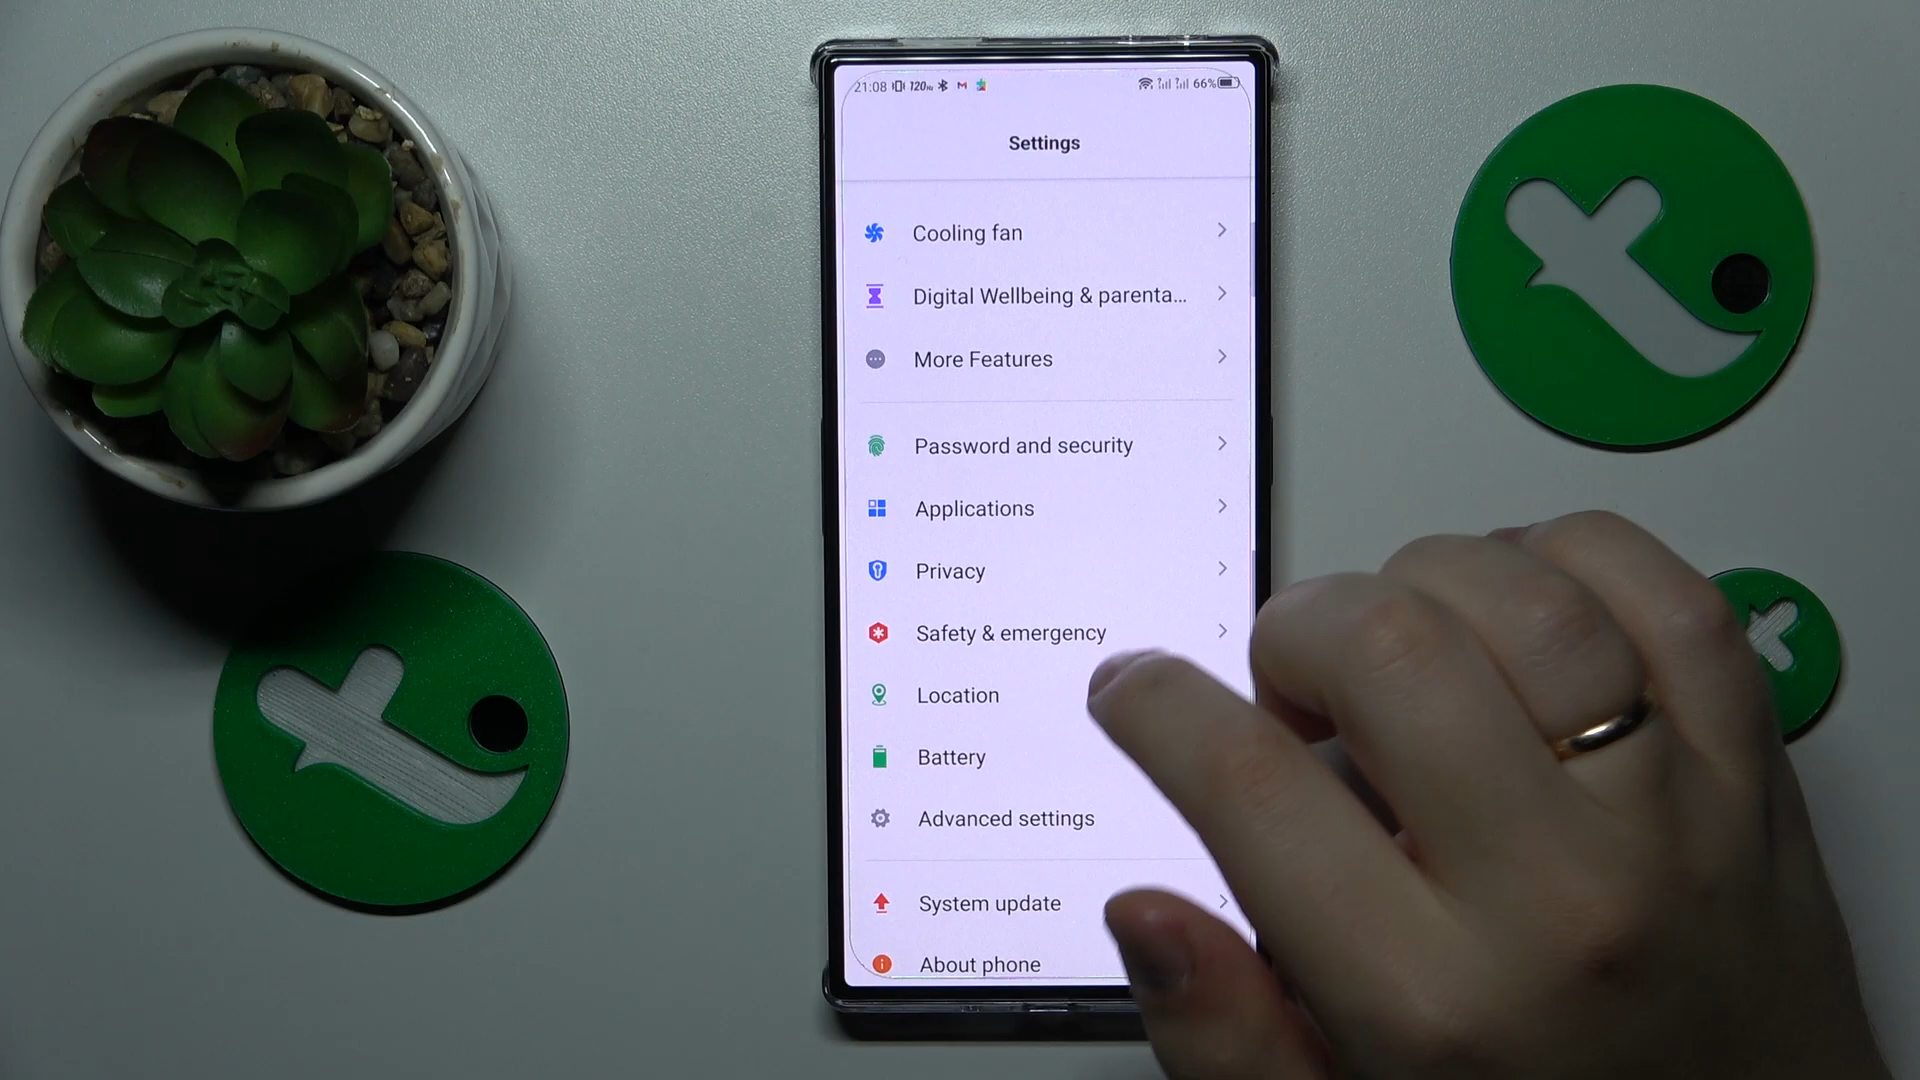 21:08 120Hz 66%
Settings
Cooling fan
Digital Wellbeing & parenta...
More Features
Password and security
Applications
Privacy
Safety & emergency
Location
Battery
Advanced settings
System update
About phone